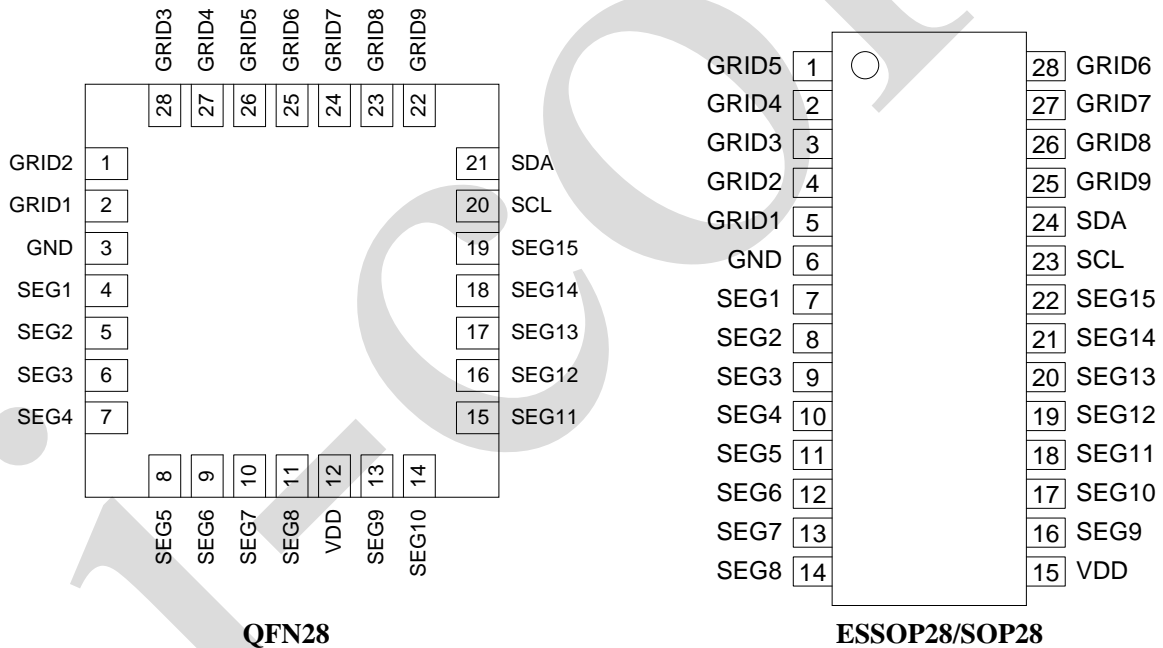 GRID3 GRID4 GRID5 GRID6 GRID7 GRID8 GRID9
28 27 26 25 24 23 22
GRID2 1 21 SDA
GRID1 2 20 SCL
GND 3 19 SEG15
SEG1 4 18 SEG14
SEG2 5 17 SEG13
SEG3 6 16 SEG12
SEG4 7 15 SEG11
8 9 10 11 12 13 14
SEG5 SEG6 SEG7 SEG8 VDD SEG9 SEG10
QFN28
GRID5 1 28 GRID6
GRID4 2 27 GRID7
GRID3 3 26 GRID8
GRID2 4 25 GRID9
GRID1 5 24 SDA
GND 6 23 SCL
SEG1 7 22 SEG15
SEG2 8 21 SEG14
SEG3 9 20 SEG13
SEG4 10 19 SEG12
SEG5 11 18 SEG11
SEG6 12 17 SEG10
SEG7 13 16 SEG9
SEG8 14 15 VDD
ESSOP28/SOP28